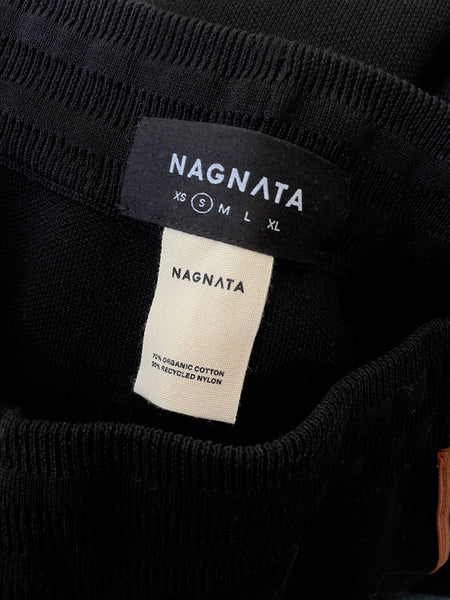 NAGNATA
XS S M L XL
NAGNATA
70% ORGANIC COTTON
30% RECYCLED NYLON